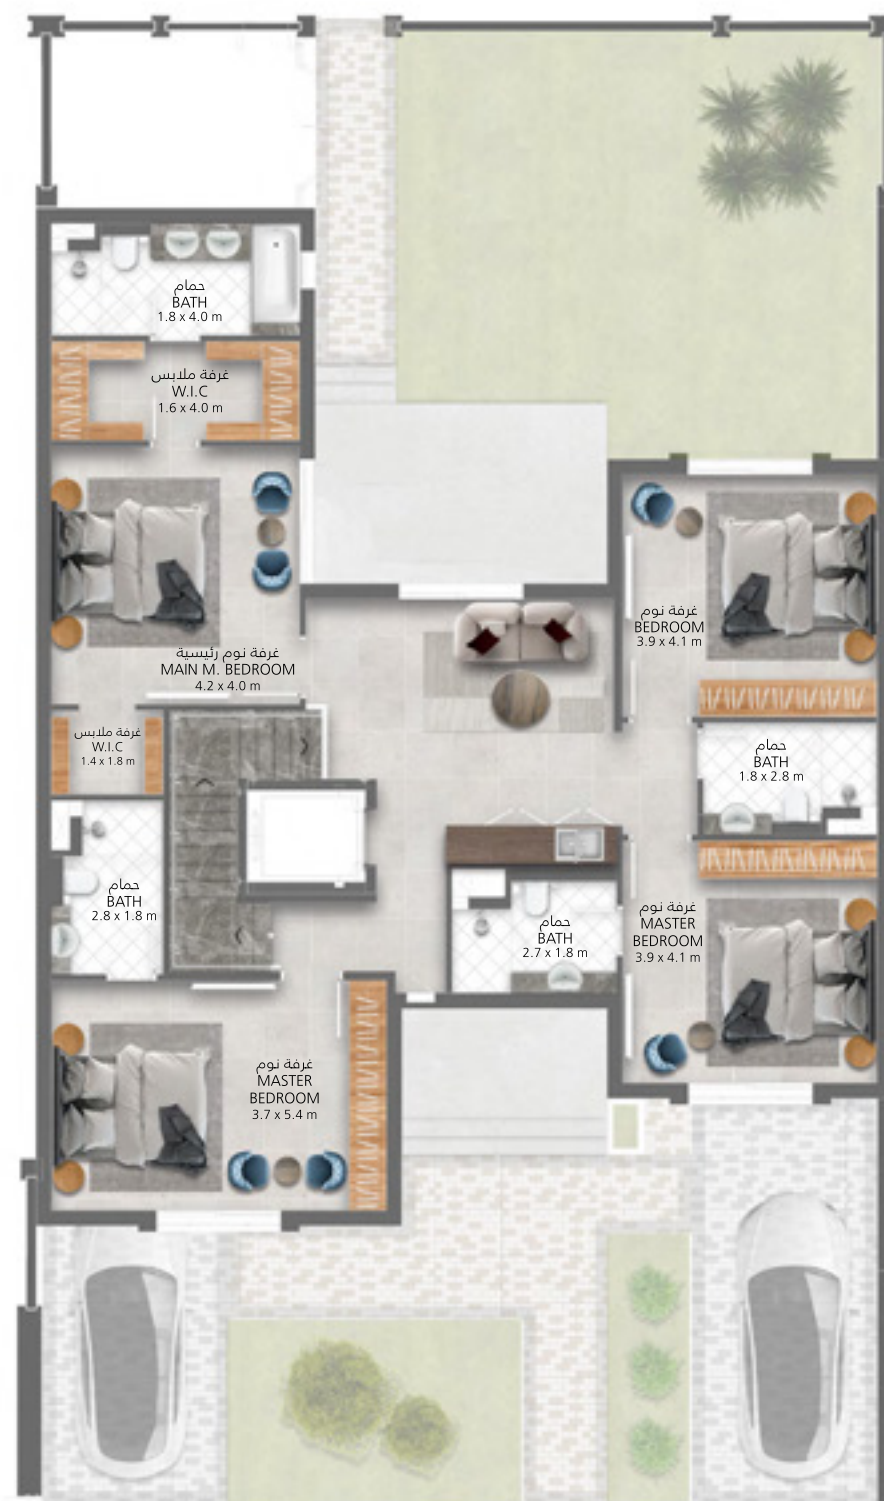 حمام
BATH
1.8 x 4.0 m
غرفة ملابس
W.I.C
1.6 x 4.0 m
غرفة نوم رئيسية
MAIN M. BEDROOM
4.2 x 4.0 m
غرفة نوم
BEDROOM
3.9 x 4.1 m
غرفة ملابس
W.I.C
1.4 x 1.8 m
حمام
BATH
1.8 x 2.8 m
حمام
BATH
2.8 x 1.8 m
حمام
BATH
2.7 x 1.8 m
غرفة نوم
MASTER
BEDROOM
3.9 x 4.1 m
غرفة نوم
MASTER
BEDROOM
3.7 x 5.4 m